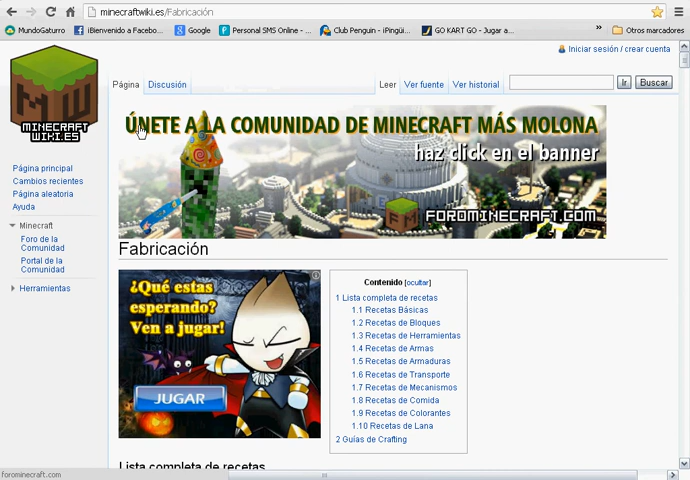 minecraftwiki.es/Fabricación
MundoGaturro
¡Bienvenido a Facebo...
Google
Personal SMS Online - ...
Club Penguin - ¡Pingüi...
GO KART GO - Jugar a...
»
Otros marcadores
Iniciar sesión / crear cuenta
Página
Discusión
Leer
Ver fuente
Ver historial
Ir
Buscar
MINECRAFT
WIKI.ES
Página principal
Cambios recientes
Página aleatoria
Ayuda
Minecraft
Foro de la
Comunidad
Portal de la
Comunidad
Herramientas
ÚNETE A LA COMUNIDAD DE MINECRAFT MÁS MOLONA
haz click en el banner
FM
FOROMINECRAFT.COM
Fabricación
¿Qué estas
esperando?
Ven a jugar!
JUGAR
Contenido [ocultar]
1 Lista completa de recetas
1.1 Recetas Básicas
1.2 Recetas de Bloques
1.3 Recetas de Herramientas
1.4 Recetas de Armas
1.5 Recetas de Armaduras
1.6 Recetas de Transporte
1.7 Recetas de Mecanismos
1.8 Recetas de Comida
1.9 Recetas de Colorantes
1.10 Recetas de Lana
2 Guías de Crafting
Lista completa de recetas
forominecraft.com